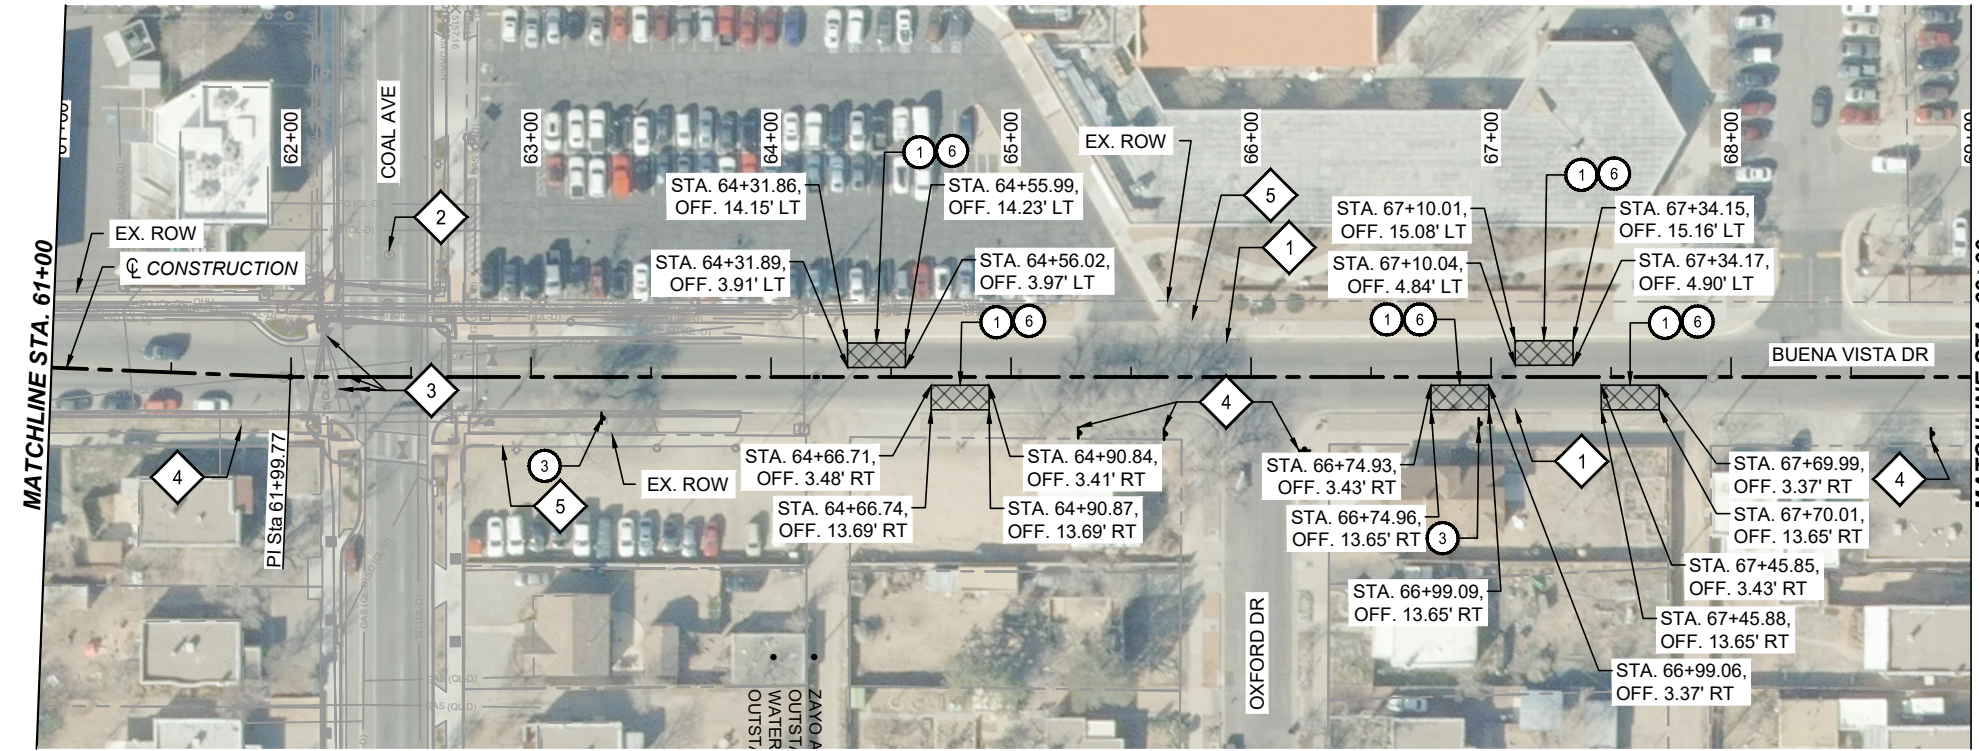 MATCHLINE STA. 61+00
EX. ROW
℄ CONSTRUCTION
62+00
COAL AVE
63+00
64+00
65+00
66+00
67+00
68+00
2
3
4
PI Sta 61+99.77
1 6
STA. 64+31.86,
OFF. 14.15' LT
STA. 64+55.99,
OFF. 14.23' LT
STA. 64+31.89,
OFF. 3.91' LT
STA. 64+56.02,
OFF. 3.97' LT
1 6
EX. ROW
5
1
STA. 67+10.01,
OFF. 15.08' LT
1 6
STA. 67+34.15,
OFF. 15.16' LT
STA. 67+10.04,
OFF. 4.84' LT
STA. 67+34.17,
OFF. 4.90' LT
1 6
1 6
BUENA VISTA DR
3
EX. ROW
5
STA. 64+66.71,
OFF. 3.48' RT
STA. 64+90.84,
OFF. 3.41' RT
STA. 64+66.74,
OFF. 13.69' RT
STA. 64+90.87,
OFF. 13.69' RT
4
STA. 66+74.93,
OFF. 3.43' RT
STA. 66+74.96,
OFF. 13.65' RT
3
1
STA. 67+69.99,
OFF. 3.37' RT
4
STA. 67+70.01,
OFF. 13.65' RT
STA. 67+45.85,
OFF. 3.43' RT
STA. 66+99.09,
OFF. 13.65' RT
STA. 67+45.88,
OFF. 13.65' RT
STA. 66+99.06,
OFF. 3.37' RT
OXFORD DR
ZAYO
OUTST
WATER
OUTST